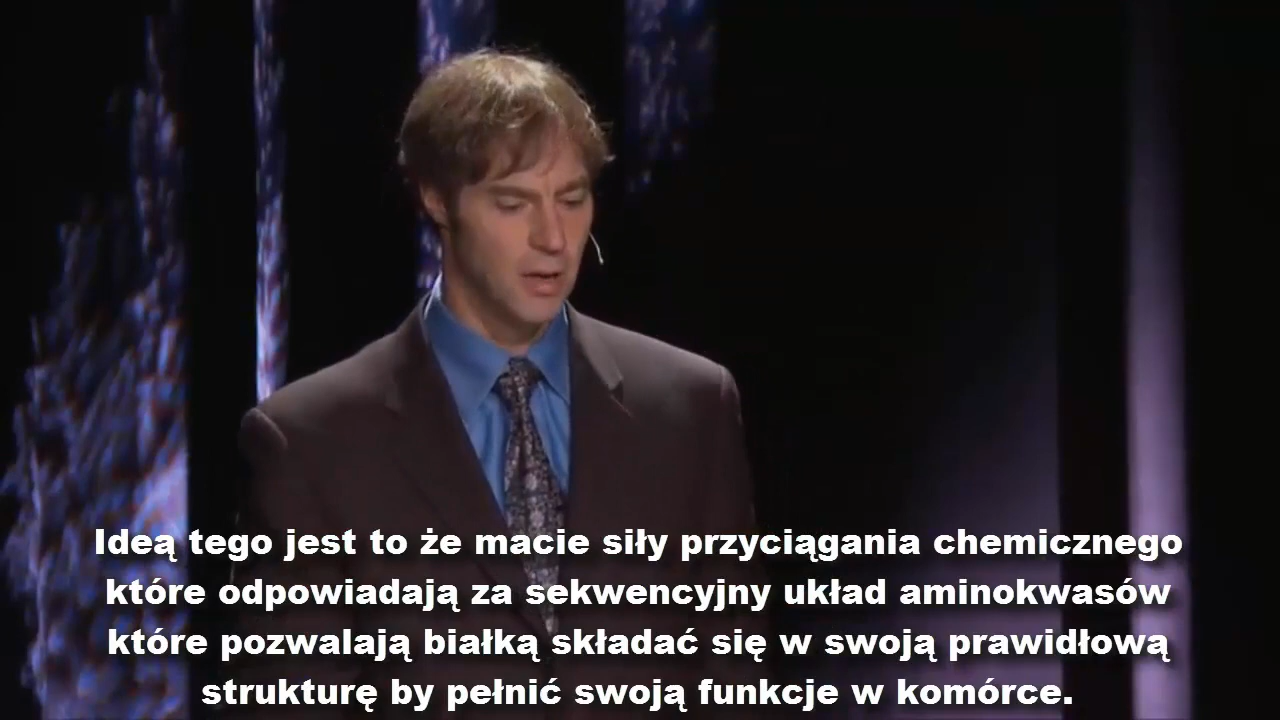 Ideą tego jest to że macie siły przyciągania chemicznego
które odpowiadają za sekwencyjny układ aminokwasów
które pozwalają białką składać się w swoją prawidłową
strukturę by pełnić swoją funkcje w komórce.